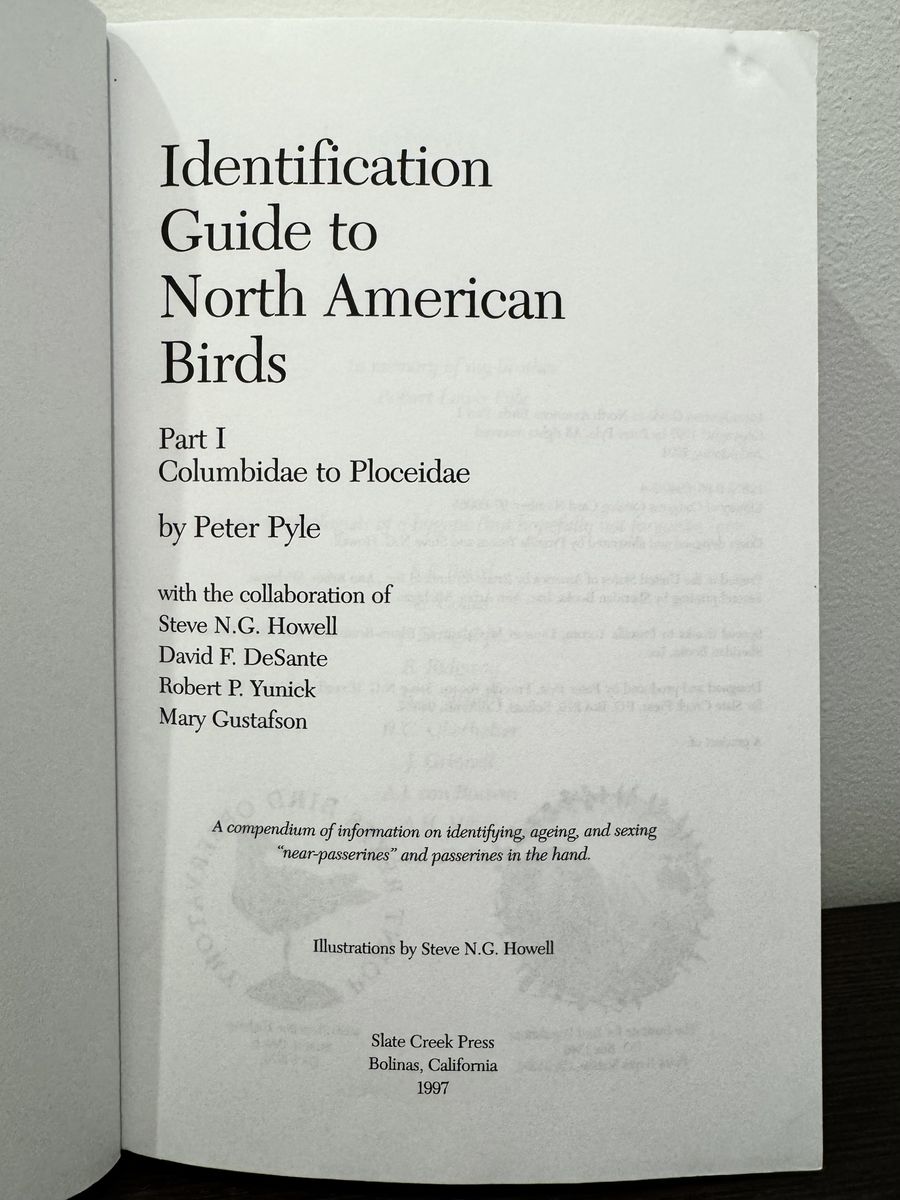 Identification
Guide to
North American
Birds
Part I
Columbidae to Ploceidae
by Peter Pyle
with the collaboration of
Steve N.G. Howell
David F. DeSante
Robert P. Yunick
Mary Gustafson
A compendium of information on identifying, ageing, and sexing
"near-passerines" and passerines in the hand.
Illustrations by Steve N.G. Howell
Slate Creek Press
Bolinas, California
1997